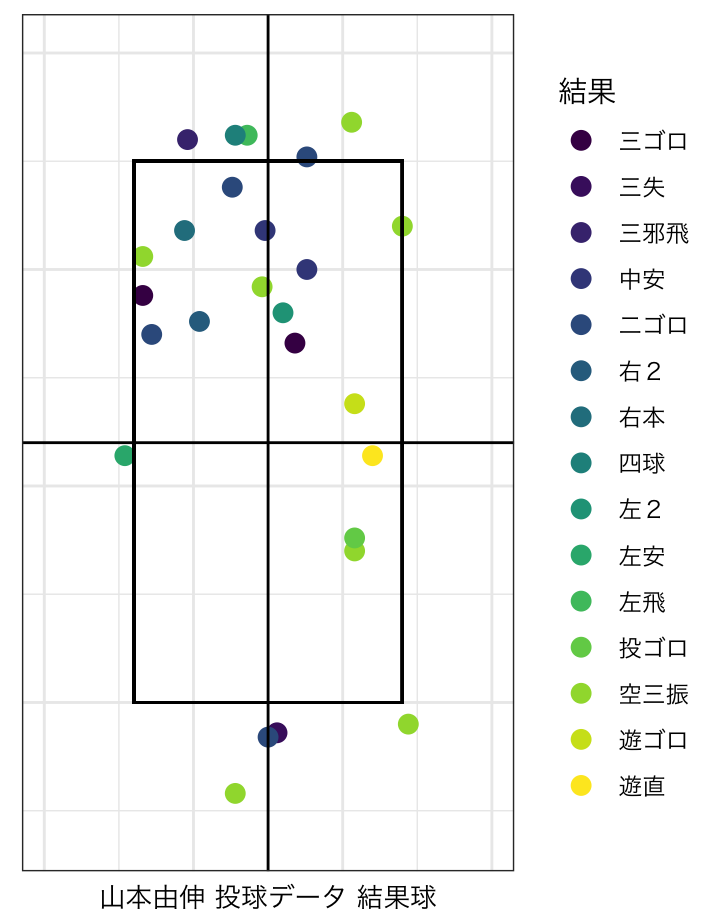 結果
三ゴロ
三失
三邪飛
中安
二ゴロ
右２
右本
四球
左２
左安
左飛
投ゴロ
空三振
遊ゴロ
遊直
山本由伸 投球データ 結果球